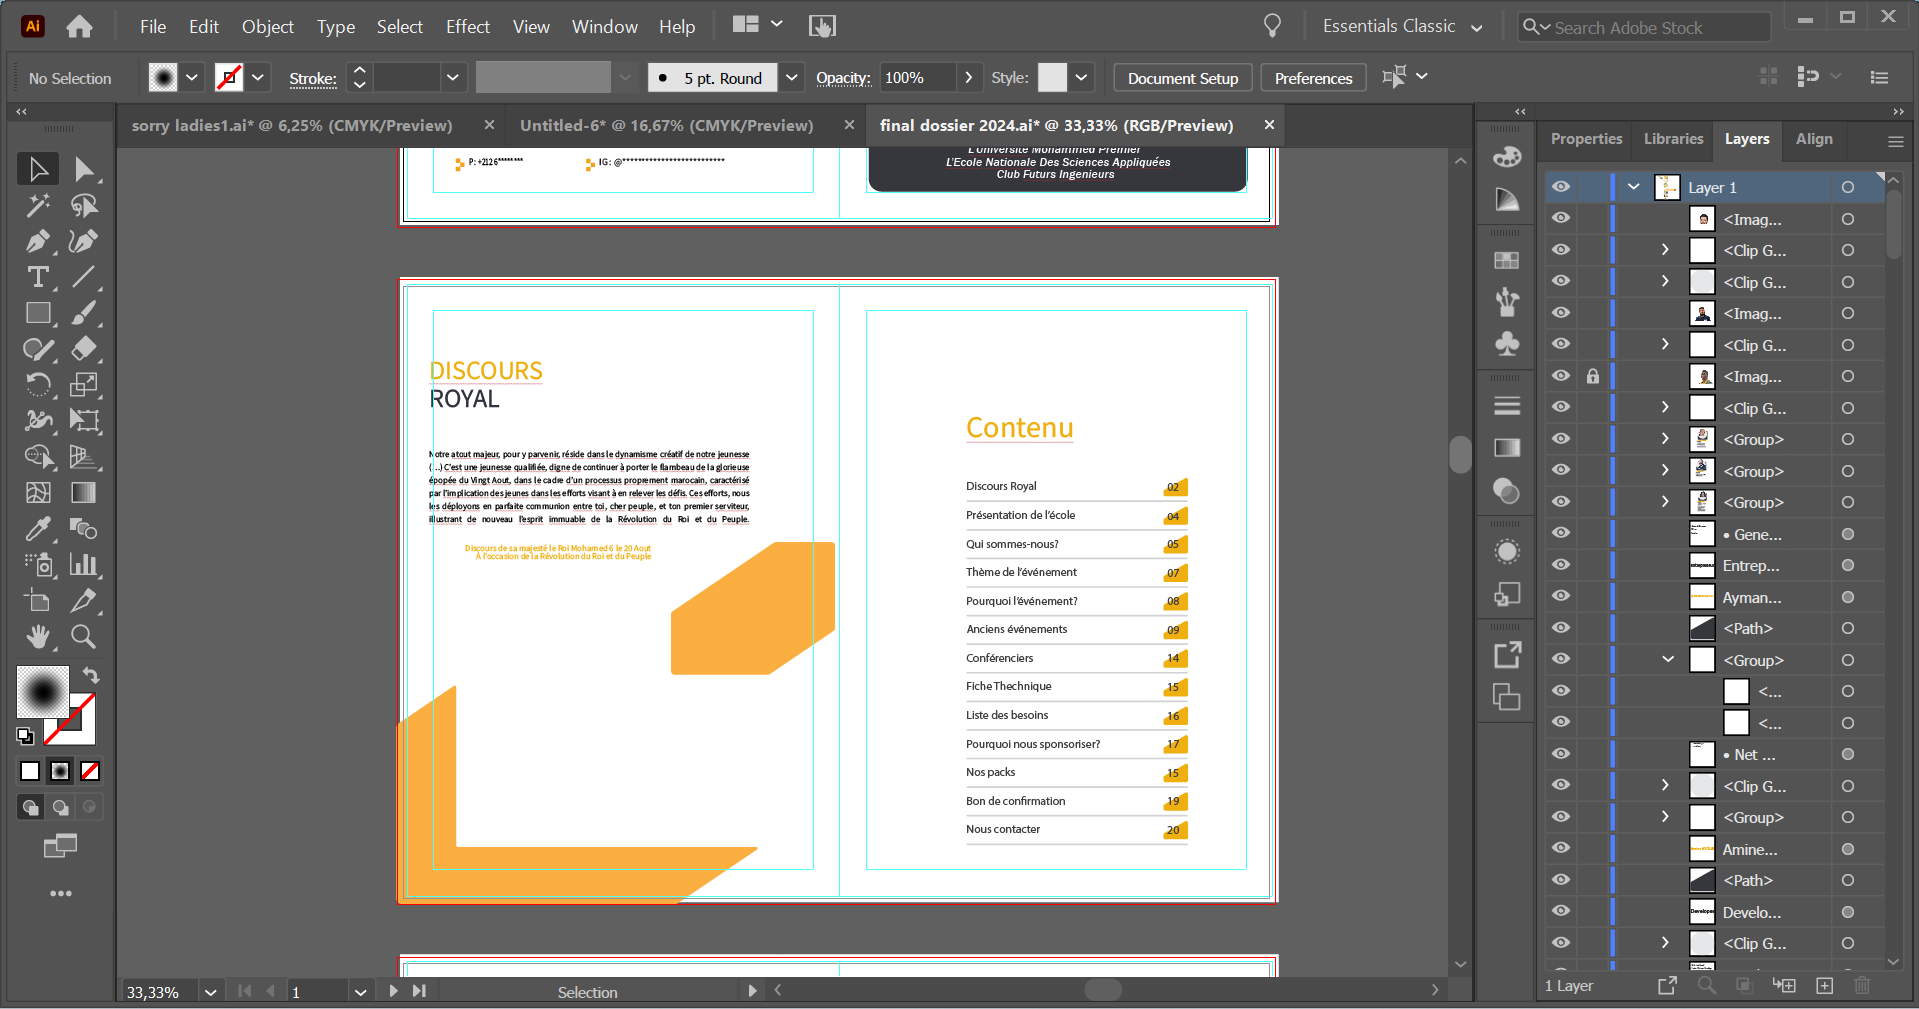 Ai
File Edit Object Type Select Effect View Window Help
Essentials Classic
Search Adobe Stock
No Selection
Stroke:
5 pt. Round
Opacity: 100%
Style:
Document Setup
Preferences
sorry ladies1.ai* @ 6,25% (CMYK/Preview)
Untitled-6* @ 16,67% (CMYK/Preview)
final dossier 2024.ai* @ 33,33% (RGB/Preview)
Properties Libraries Layers Align
P: +2126********
IG: @***************************
L'Universite Mohammed Premier
L'Ecole Nationale Des Sciences Appliquées
Club Futurs Ingenieurs
DISCOURS
ROYAL
Notre atout majeur, pour y parvenir, réside dans le dynamisme créatif de notre jeunesse
(...) C'est une jeunesse qualifiée, digne de continuer à porter le flambeau de la glorieuse
épopée du Vingt Aout, dans le cadre d'un processus proprement marocain, caractérisé
par l'implication des jeunes dans les efforts visant à en relever les défis. Ces efforts, nous
les déployons en parfaite communion entre toi, cher peuple, et ton premier serviteur,
illustrant de nouveau l'esprit immuable de la Révolution du Roi et du Peuple.
Discours de sa majesté le Roi Mohamed 6 le 20 Aout
À l'occasion de la Révolution du Roi et du Peuple
Contenu
Discours Royal 02
Présentation de l'école 04
Qui sommes-nous? 05
Thème de l'événement 07
Pourquoi l'événement? 08
Anciens événements 09
Conférenciers 14
Fiche Thechnique 15
Liste des besoins 16
Pourquoi nous sponsoriser? 17
Nos packs 15
Bon de confirmation 19
Nous contacter 20
Layer 1
<Imag...
<Clip G...
<Clip G...
<Imag...
<Clip G...
<Imag...
<Clip G...
<Group>
<Group>
<Group>
• Gene...
Entrep...
Ayman...
<Path>
<Group>
<...
<...
• Net ...
<Clip G...
<Group>
Amine...
<Path>
Develo...
<Clip G...
1 Layer
33,33%
1
Selection